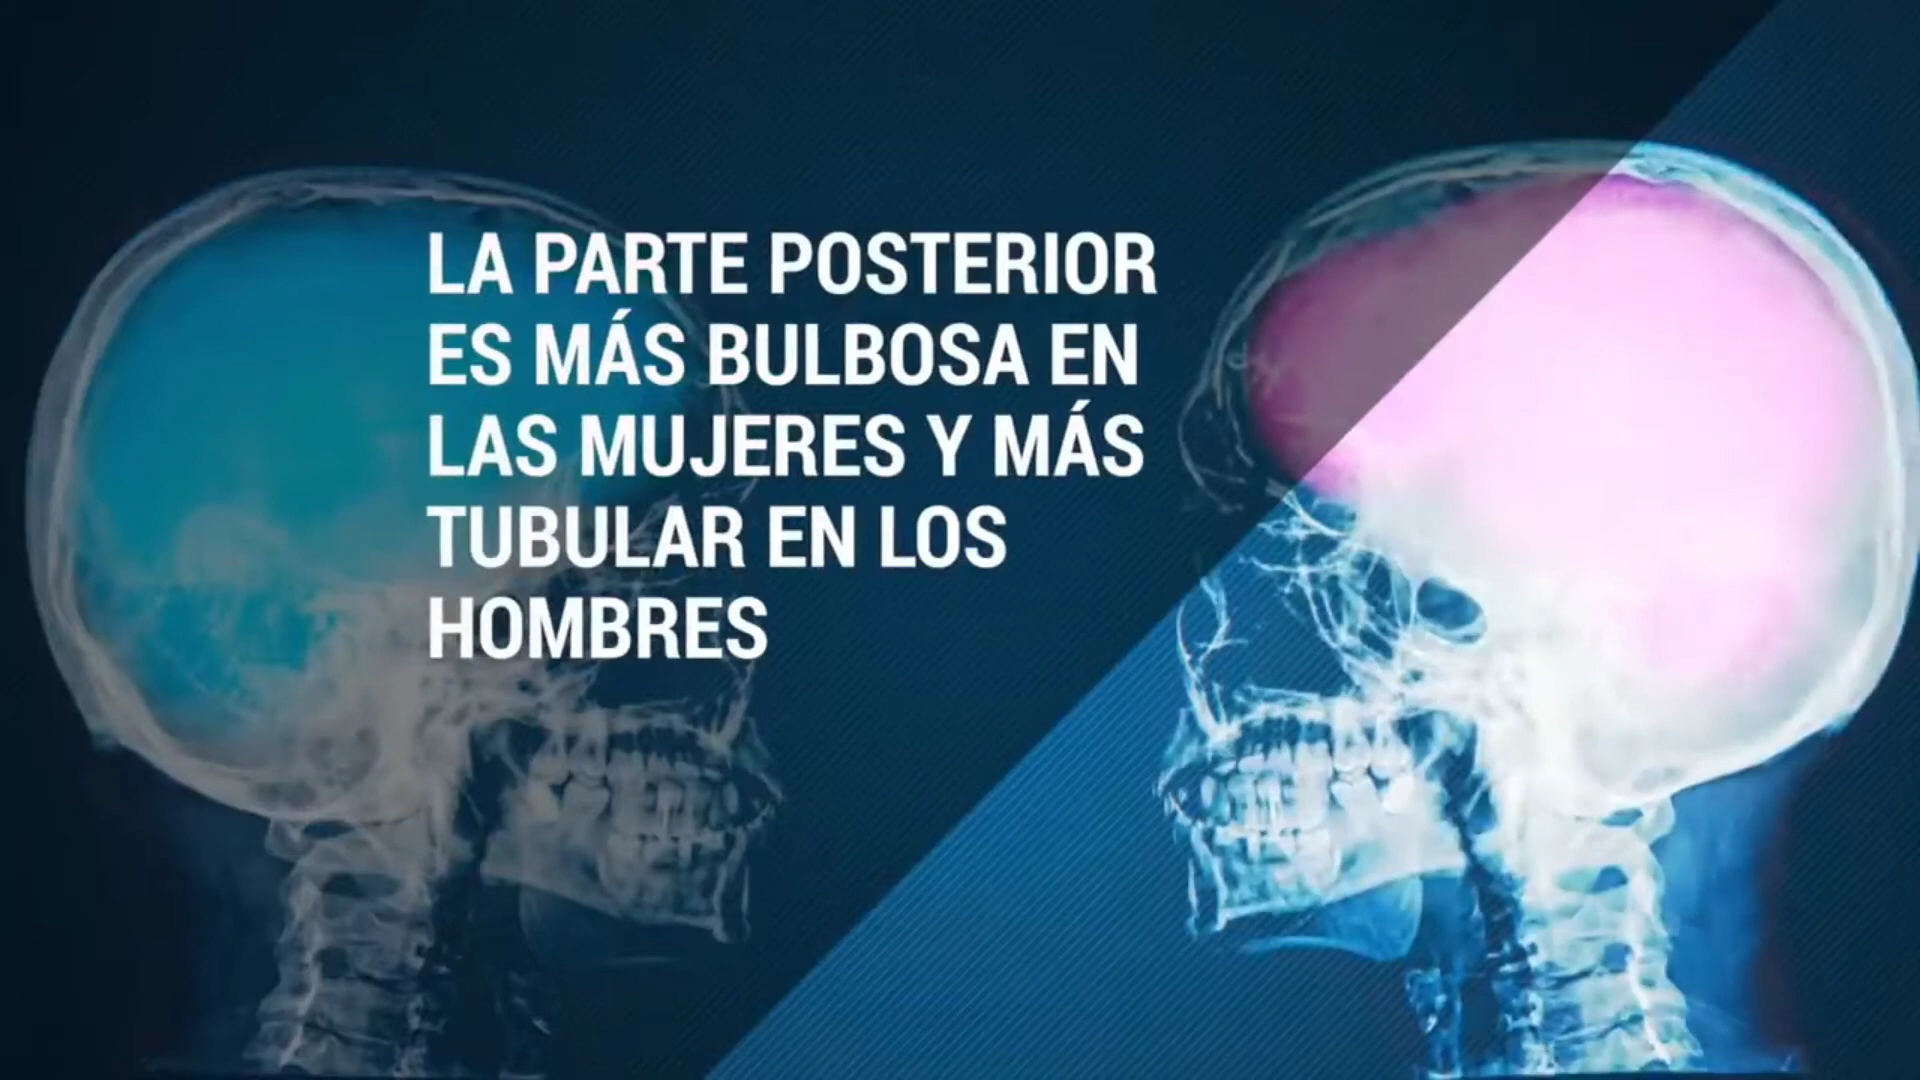 LA PARTE POSTERIOR
ES MÁS BULBOSA EN
LAS MUJERES Y MÁS
TUBULAR EN LOS
HOMBRES